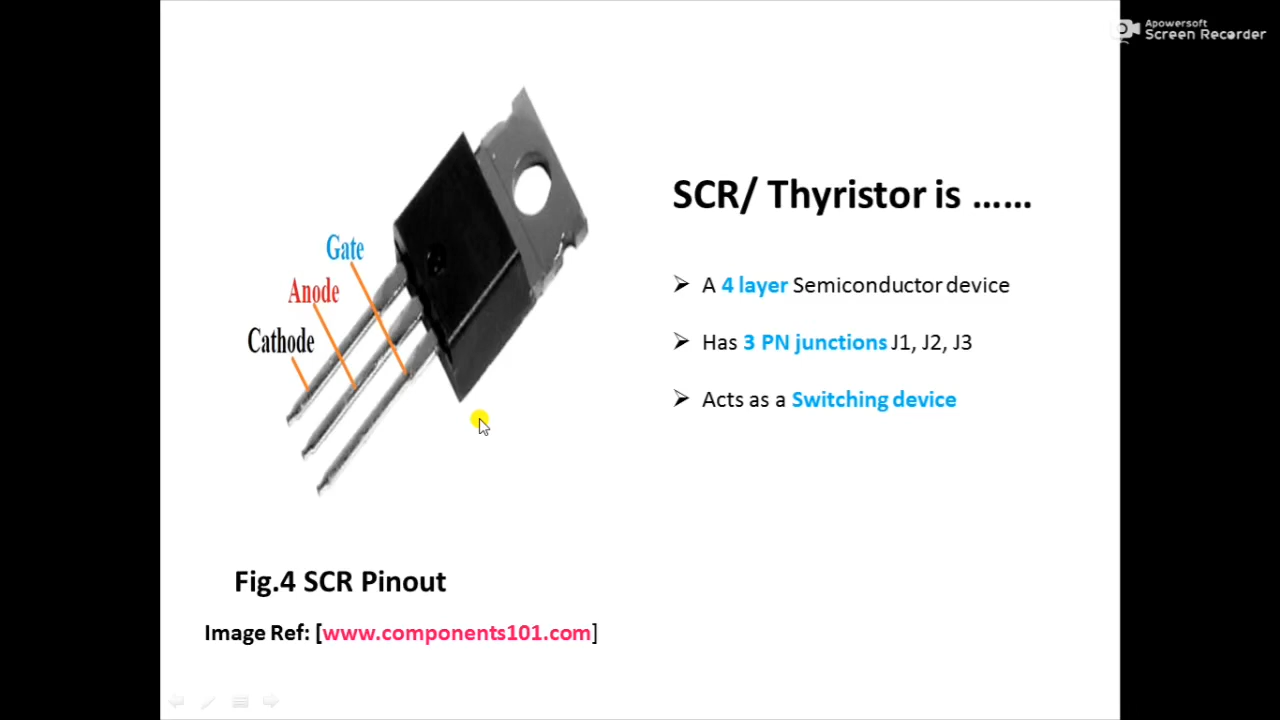 Apowersoft
Screen Recorder
SCR/ Thyristor is ......
Gate
Anode
Cathode
➢ A 4 layer Semiconductor device
➢ Has 3 PN junctions J1, J2, J3
➢ Acts as a Switching device
Fig.4 SCR Pinout
Image Ref: [www.components101.com]